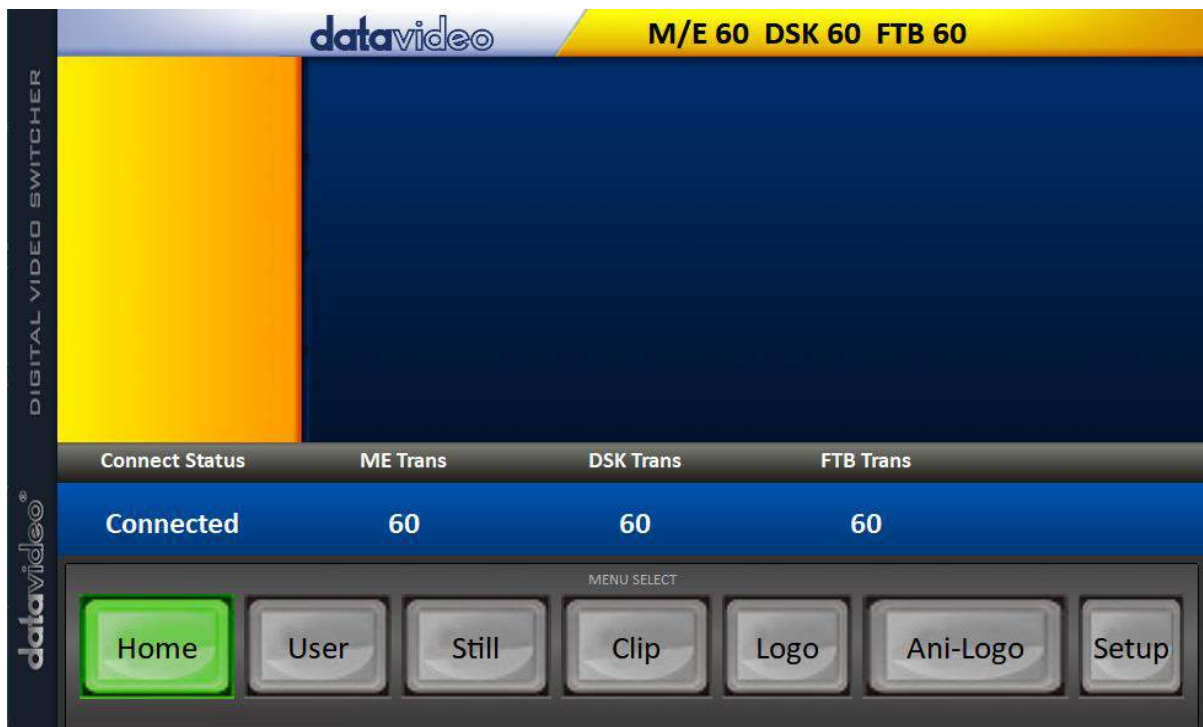 datavideo
M/E 60 DSK 60 FTB 60
DIGITAL VIDEO SWITCHER
datavideo®
Connect Status ME Trans DSK Trans FTB Trans
Connected 60 60 60
MENU SELECT
Home User Still Clip Logo Ani-Logo Setup